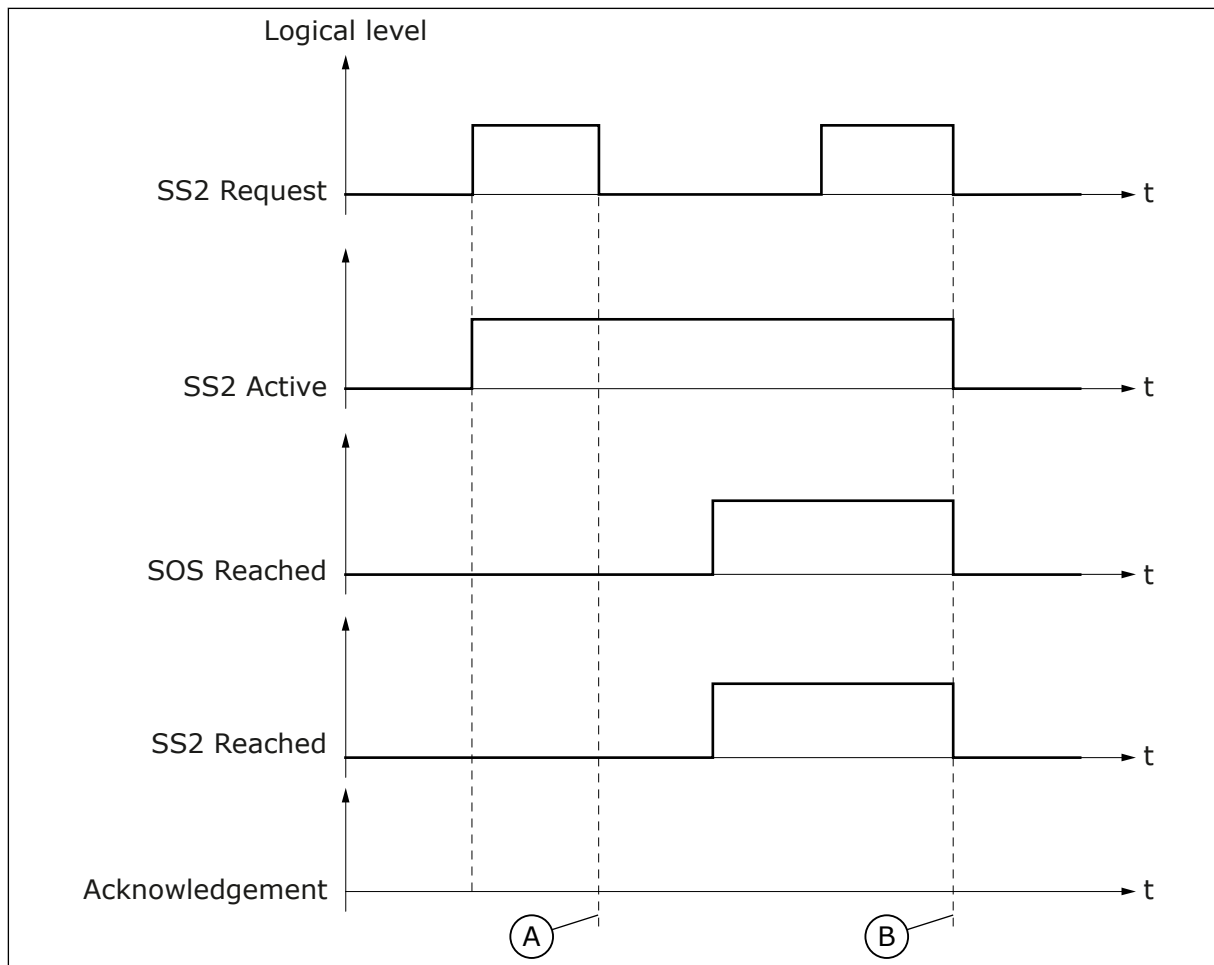 Logical level
SS2 Request
t
SS2 Active
t
SOS Reached
t
SS2 Reached
t
Acknowledgement
t
A
B